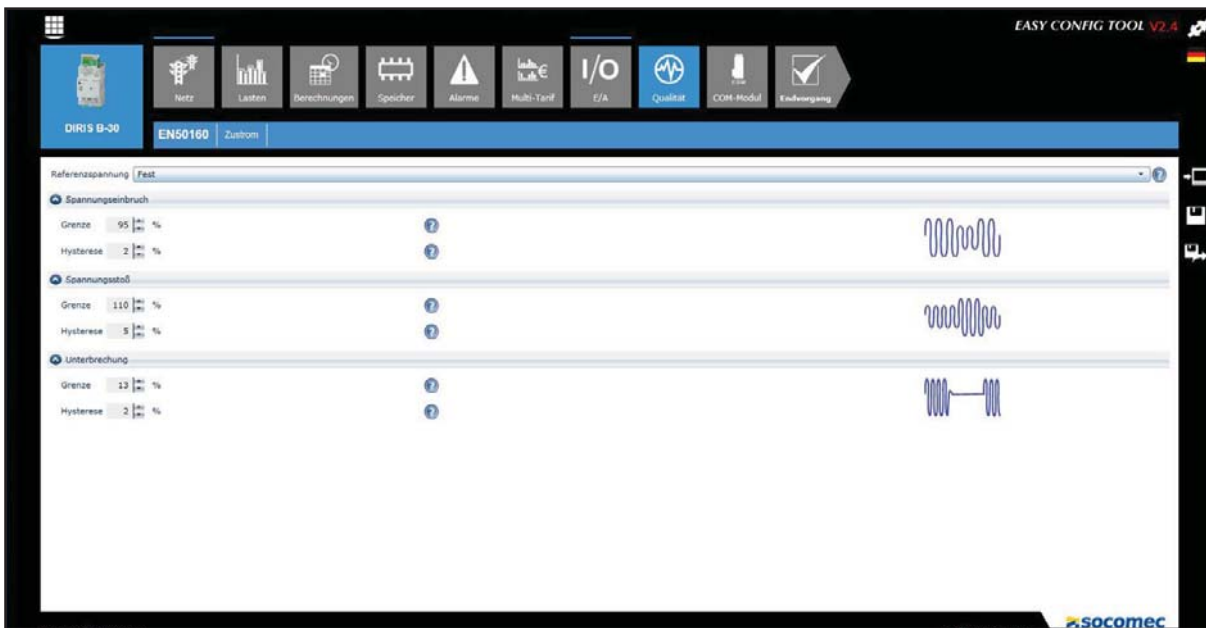 EASY CONFIG TOOL V2.4
Netz
Lasten
Berechnungen
Speicher
Alarme
Multi-Tarif
I/O
E/A
Qualität
COM-Modul
Endvorgang
DIRIS B-30
EN50160
Zustrom
Referenzspannung Fest
Spannungseinbruch
Grenze 95 %
Hysterese 2 %
Spannungsstoß
Grenze 110 %
Hysterese 5 %
Unterbrechung
Grenze 13 %
Hysterese 2 %
socomec